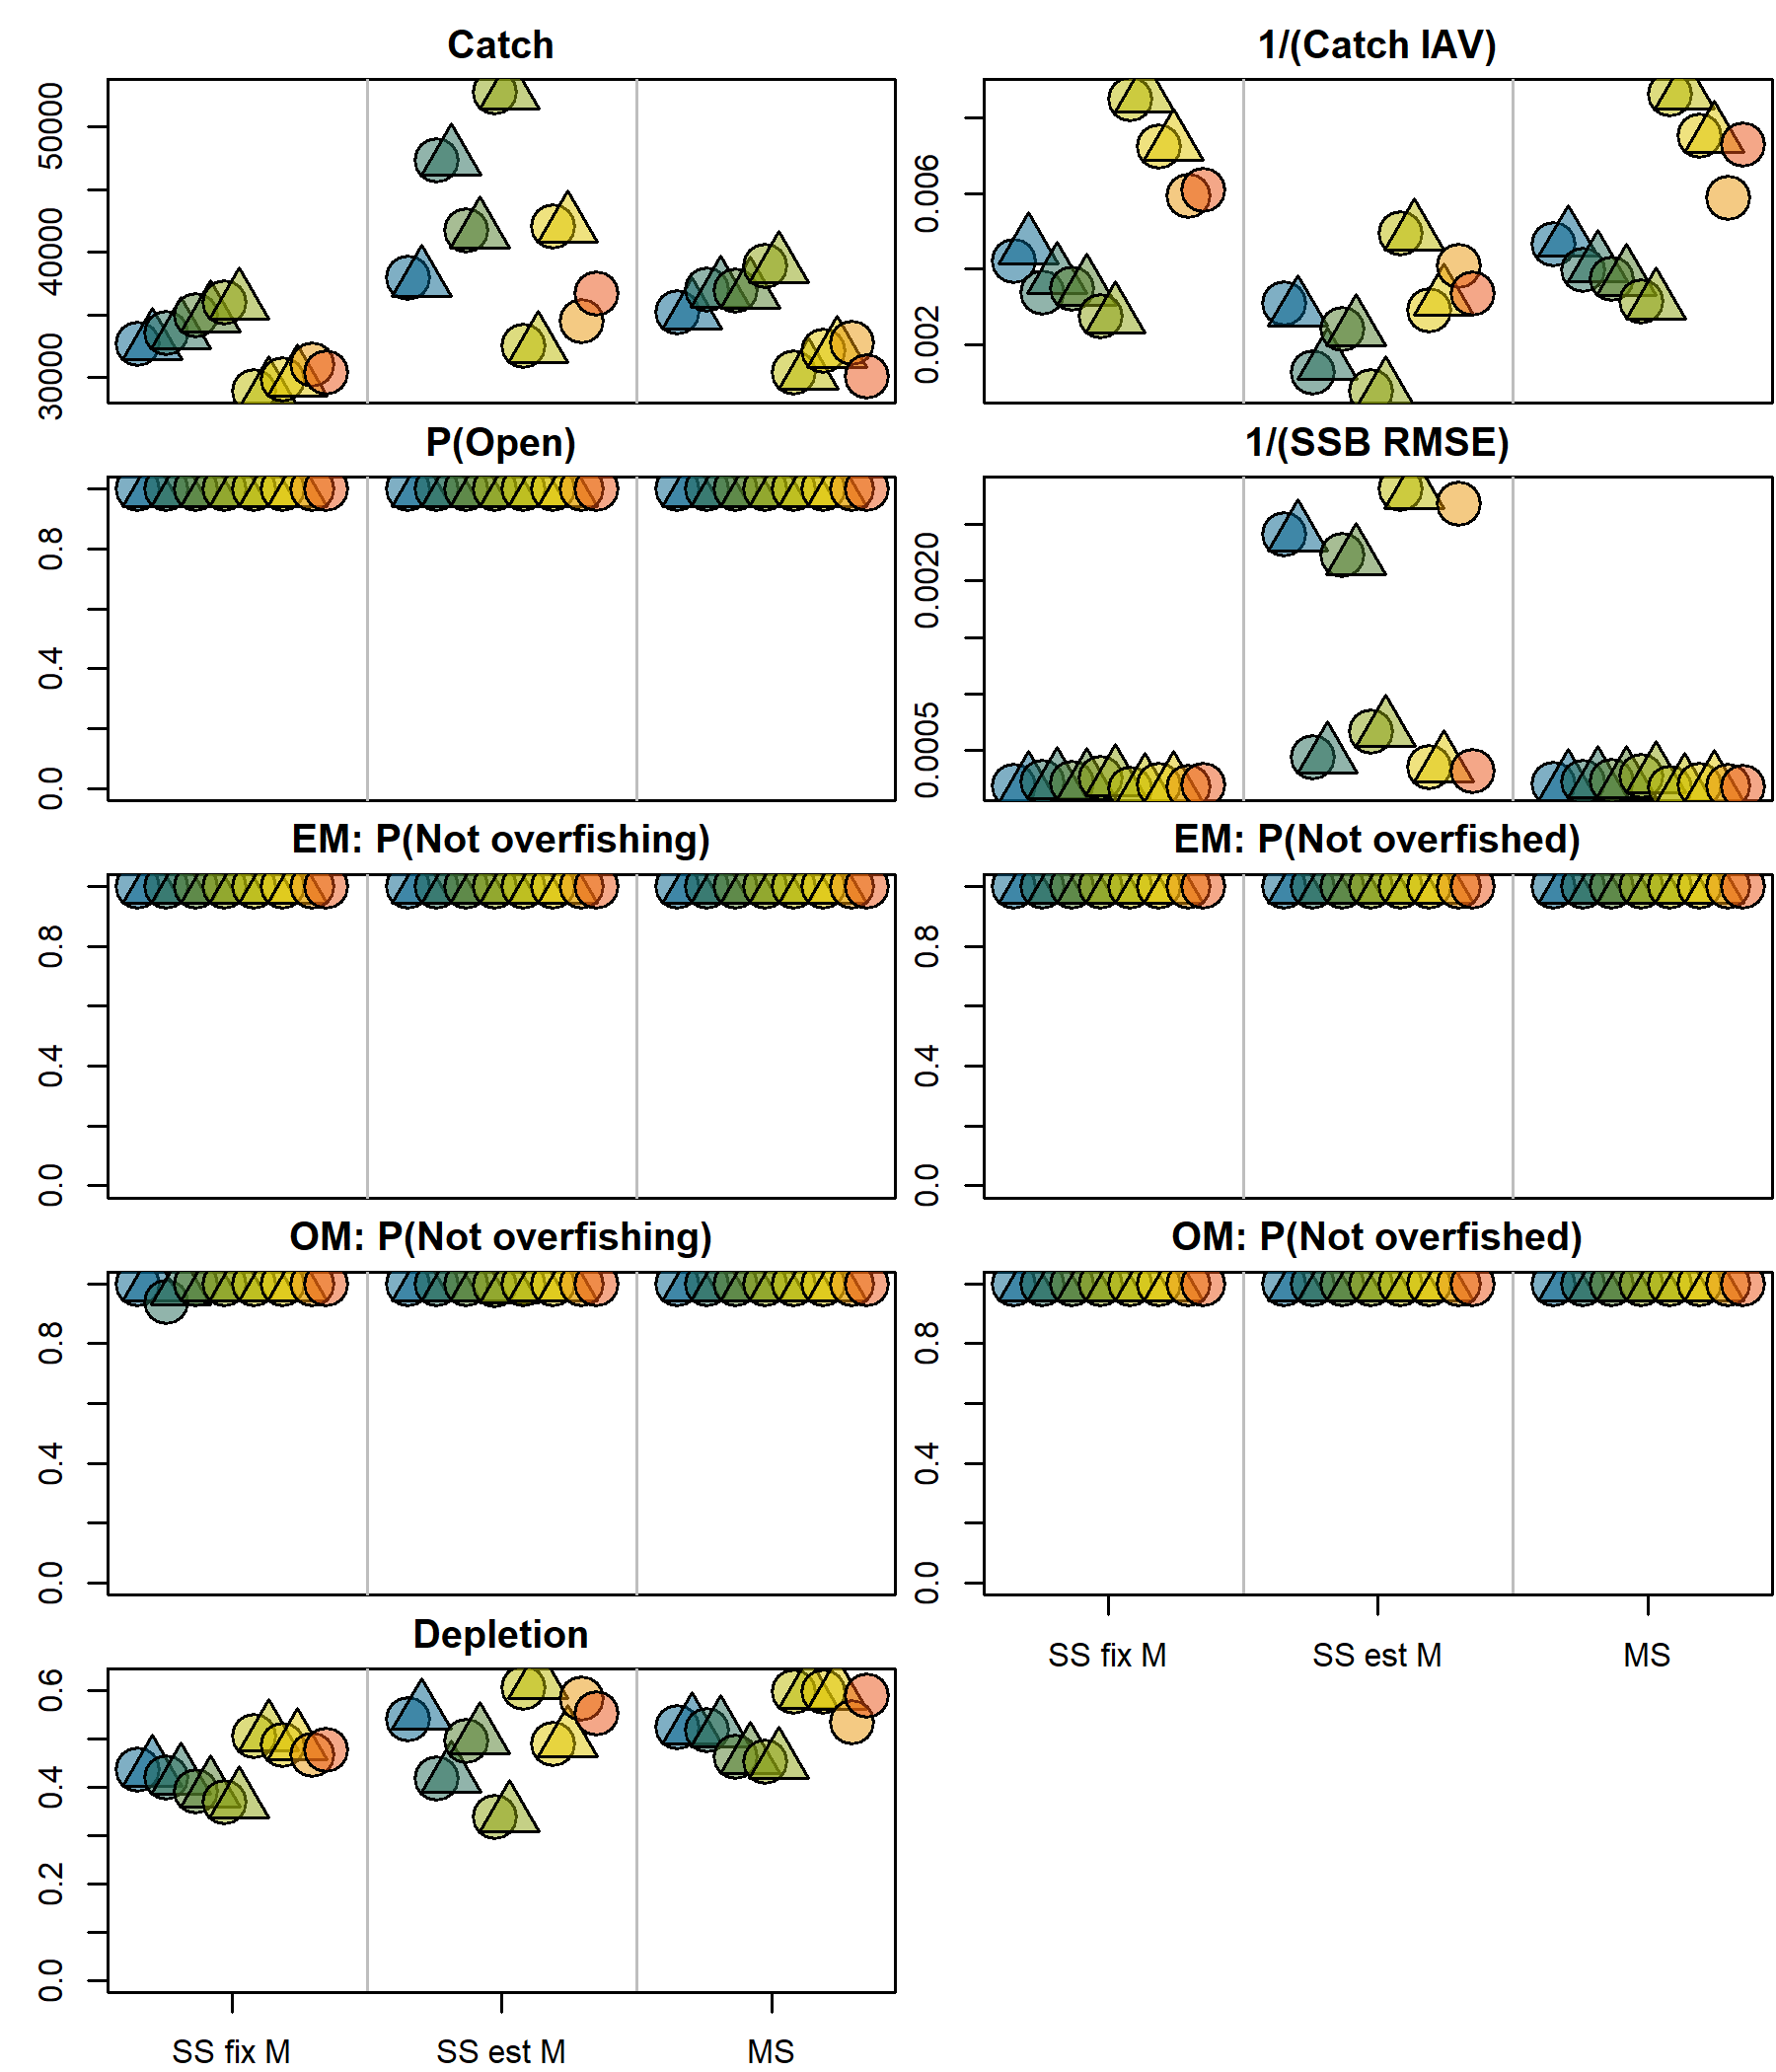 Catch
1/(Catch IAV)
50000
40000
30000
0.006
0.002
P(Open)
1/(SSB RMSE)
0.8
0.4
0.0
0.0020
0.0005
EM: P(Not overfishing)
EM: P(Not overfished)
0.8
0.4
0.0
0.8
0.4
0.0
OM: P(Not overfishing)
OM: P(Not overfished)
0.8
0.4
0.0
0.8
0.4
0.0
SS fix M
SS est M
MS
Depletion
0.6
0.4
0.2
0.0
SS fix M
SS est M
MS